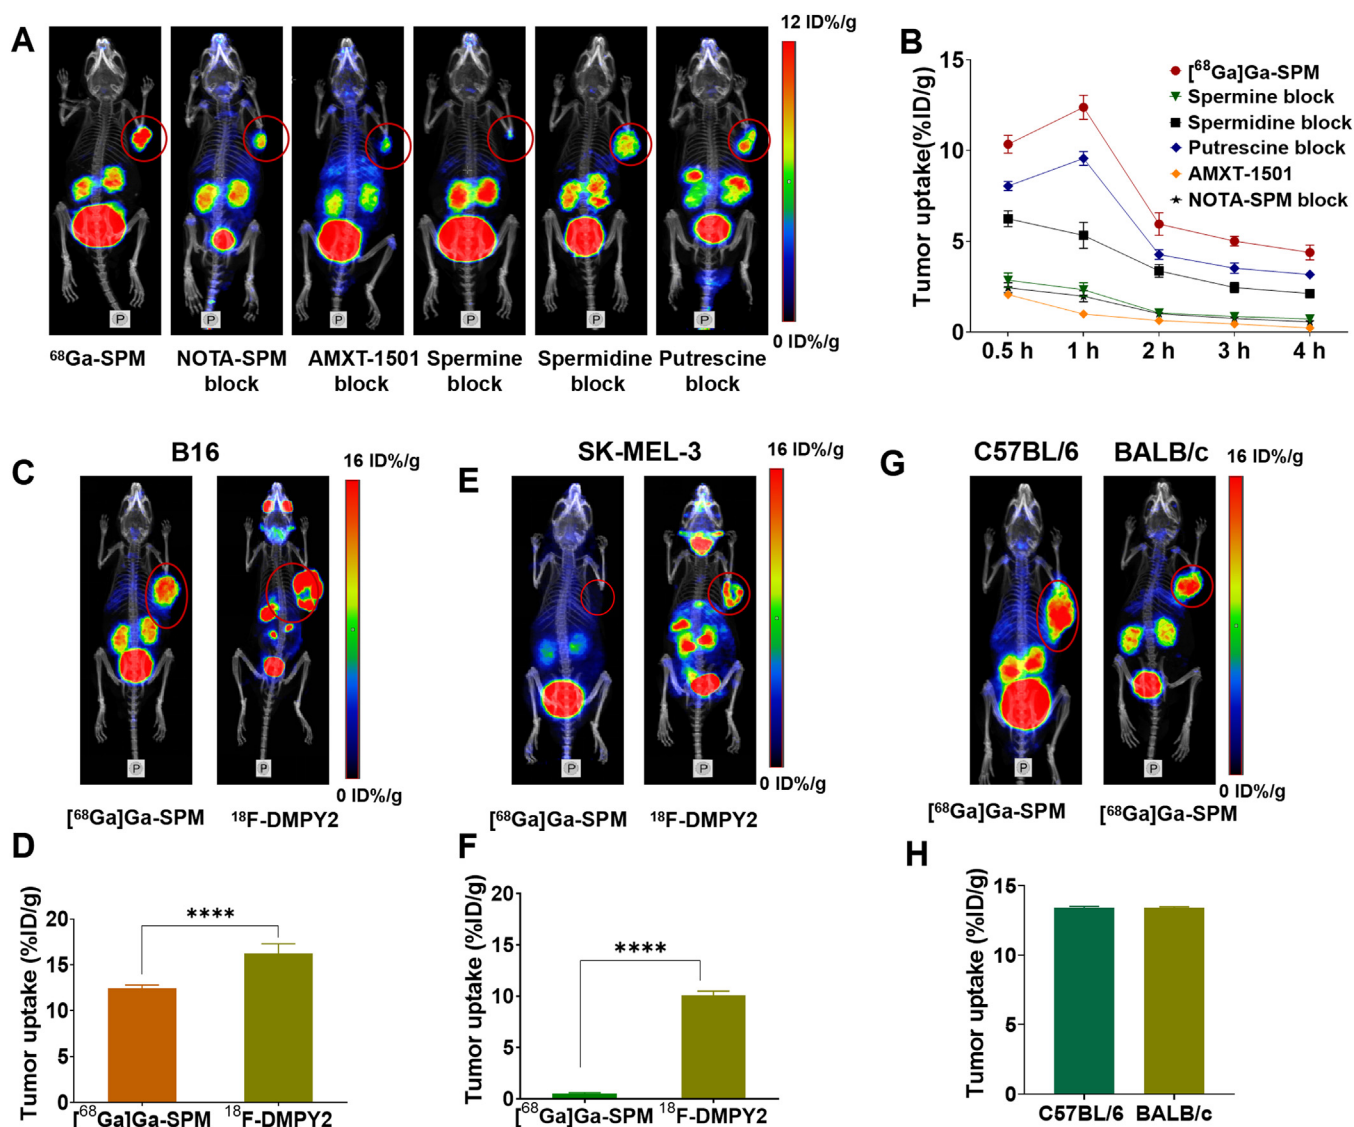 A
12 ID%/g
0 ID%/g
P
P
P
P
P
P
⁶⁸Ga-SPM
NOTA-SPM
block
AMXT-1501
block
Spermine
block
Spermidine
block
Putrescine
block
B
Tumor uptake(%ID/g)
15
10
5
0
0.5 h
1 h
2 h
3 h
4 h
[⁶⁸Ga]Ga-SPM
Spermine block
Spermidine block
Putrescine block
AMXT-1501
NOTA-SPM block
C
B16
16 ID%/g
0 ID%/g
P
P
[⁶⁸Ga]Ga-SPM
¹⁸F-DMPY2
E
SK-MEL-3
16 ID%/g
0 ID%/g
P
P
[⁶⁸Ga]Ga-SPM
¹⁸F-DMPY2
G
C57BL/6
BALB/c
16 ID%/g
0 ID%/g
P
P
[⁶⁸Ga]Ga-SPM
[⁶⁸Ga]Ga-SPM
D
Tumor uptake (%ID/g)
20
15
10
5
0
****
[⁶⁸Ga]Ga-SPM
¹⁸F-DMPY2
F
Tumor uptake (%ID/g)
20
15
10
5
0
****
[⁶⁸Ga]Ga-SPM
¹⁸F-DMPY2
H
Tumor uptake (%ID/g)
15
10
5
0
C57BL/6
BALB/c